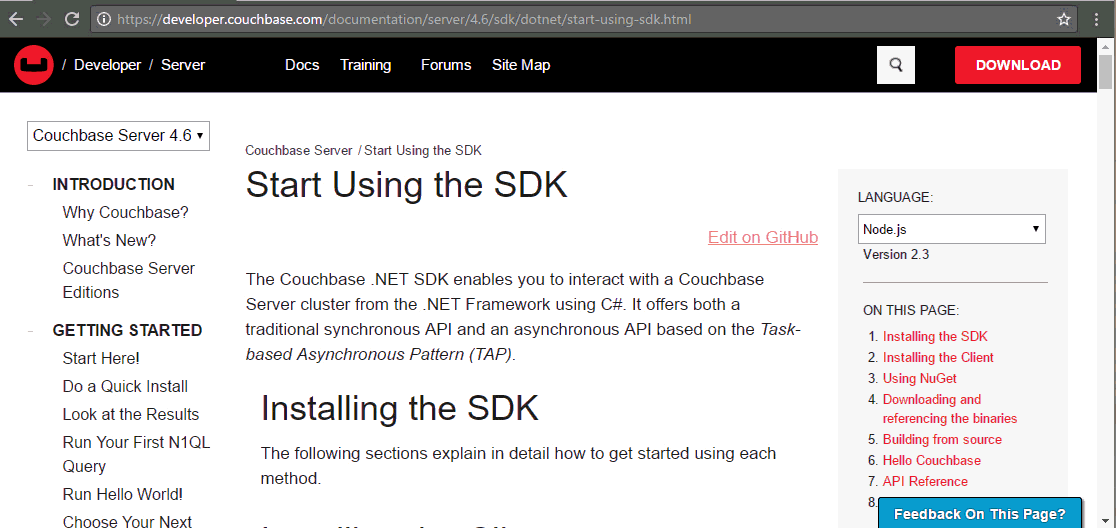 https://developer.couchbase.com/documentation/server/4.6/sdk/dotnet/start-using-sdk.html
/ Developer / Server Docs Training Forums Site Map DOWNLOAD
Couchbase Server 4.6
INTRODUCTION
Why Couchbase?
What's New?
Couchbase Server
Editions
GETTING STARTED
Start Here!
Do a Quick Install
Look at the Results
Run Your First N1QL
Query
Run Hello World!
Choose Your Next
Couchbase Server / Start Using the SDK
Start Using the SDK
Edit on GitHub
The Couchbase .NET SDK enables you to interact with a Couchbase
Server cluster from the .NET Framework using C#. It offers both a
traditional synchronous API and an asynchronous API based on the Task-
based Asynchronous Pattern (TAP).
Installing the SDK
The following sections explain in detail how to get started using each
method.
LANGUAGE:
Node.js
Version 2.3
ON THIS PAGE:
1. Installing the SDK
2. Installing the Client
3. Using NuGet
4. Downloading and
referencing the binaries
5. Building from source
6. Hello Couchbase
7. API Reference
8.
Feedback On This Page?